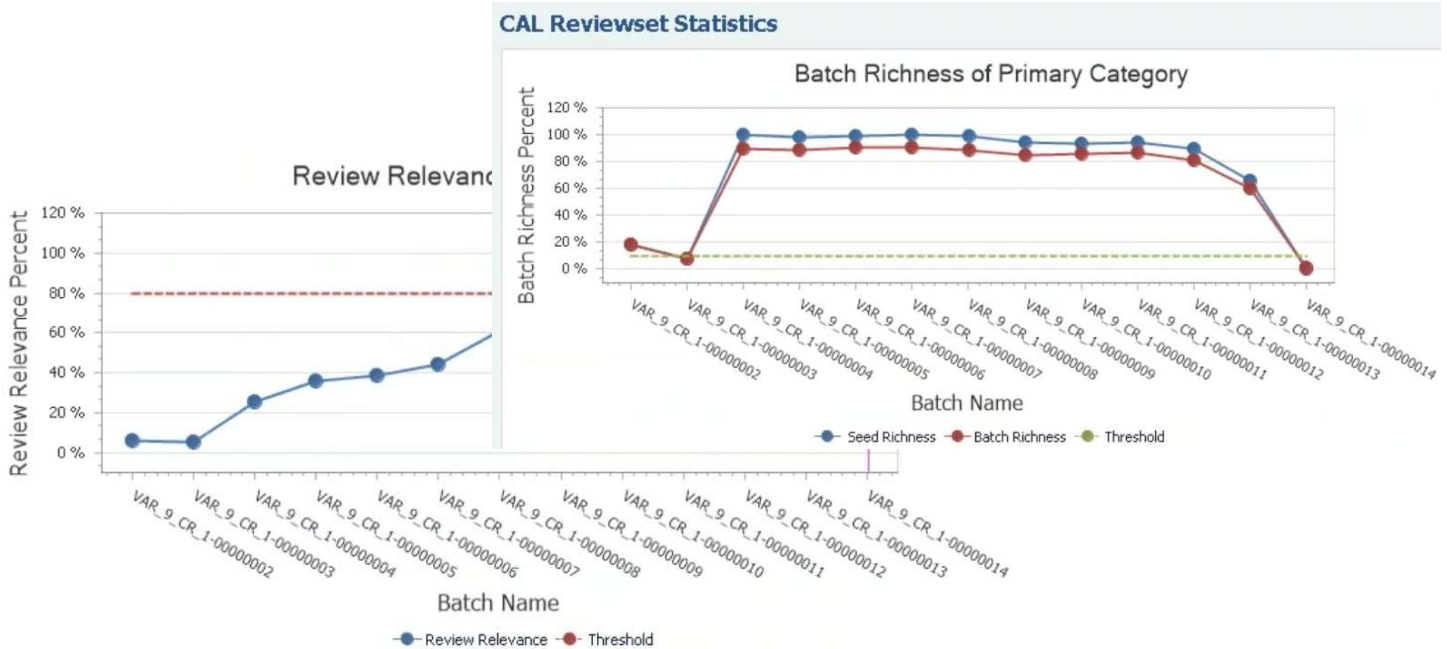 CAL Reviewset Statistics
Batch Richness of Primary Category
Batch Richness Percent
120 %
100 %
80 %
60 %
40 %
20 %
0 %
VAR_9_CR_1-00000002
VAR_9_CR_1-00000003
VAR_9_CR_1-00000004
VAR_9_CR_1-00000005
VAR_9_CR_1-00000006
VAR_9_CR_1-00000007
VAR_9_CR_1-00000008
VAR_9_CR_1-00000009
VAR_9_CR_1-00000010
VAR_9_CR_1-00000011
VAR_9_CR_1-00000012
VAR_9_CR_1-00000013
VAR_9_CR_1-00000014
Batch Name
Seed Richness Batch Richness Threshold
Review Relevanc
Review Relevance Percent
120 %
100 %
80 %
60 %
40 %
20 %
0 %
VAR_9_CR_1-00000002
VAR_9_CR_1-00000003
VAR_9_CR_1-00000004
VAR_9_CR_1-00000005
VAR_9_CR_1-00000006
VAR_9_CR_1-00000007
VAR_9_CR_1-00000008
VAR_9_CR_1-00000009
VAR_9_CR_1-00000010
VAR_9_CR_1-00000011
VAR_9_CR_1-00000012
VAR_9_CR_1-00000013
VAR_9_CR_1-00000014
Batch Name
Review Relevance Threshold